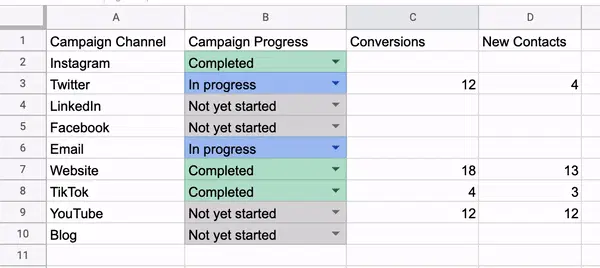 A B C D
1 Campaign Channel Campaign Progress Conversions New Contacts
2 Instagram Completed
3 Twitter In progress 12 4
4 LinkedIn Not yet started
5 Facebook Not yet started
6 Email In progress
7 Website Completed 18 13
8 TikTok Completed 4 3
9 YouTube Not yet started 12 12
10 Blog Not yet started
11